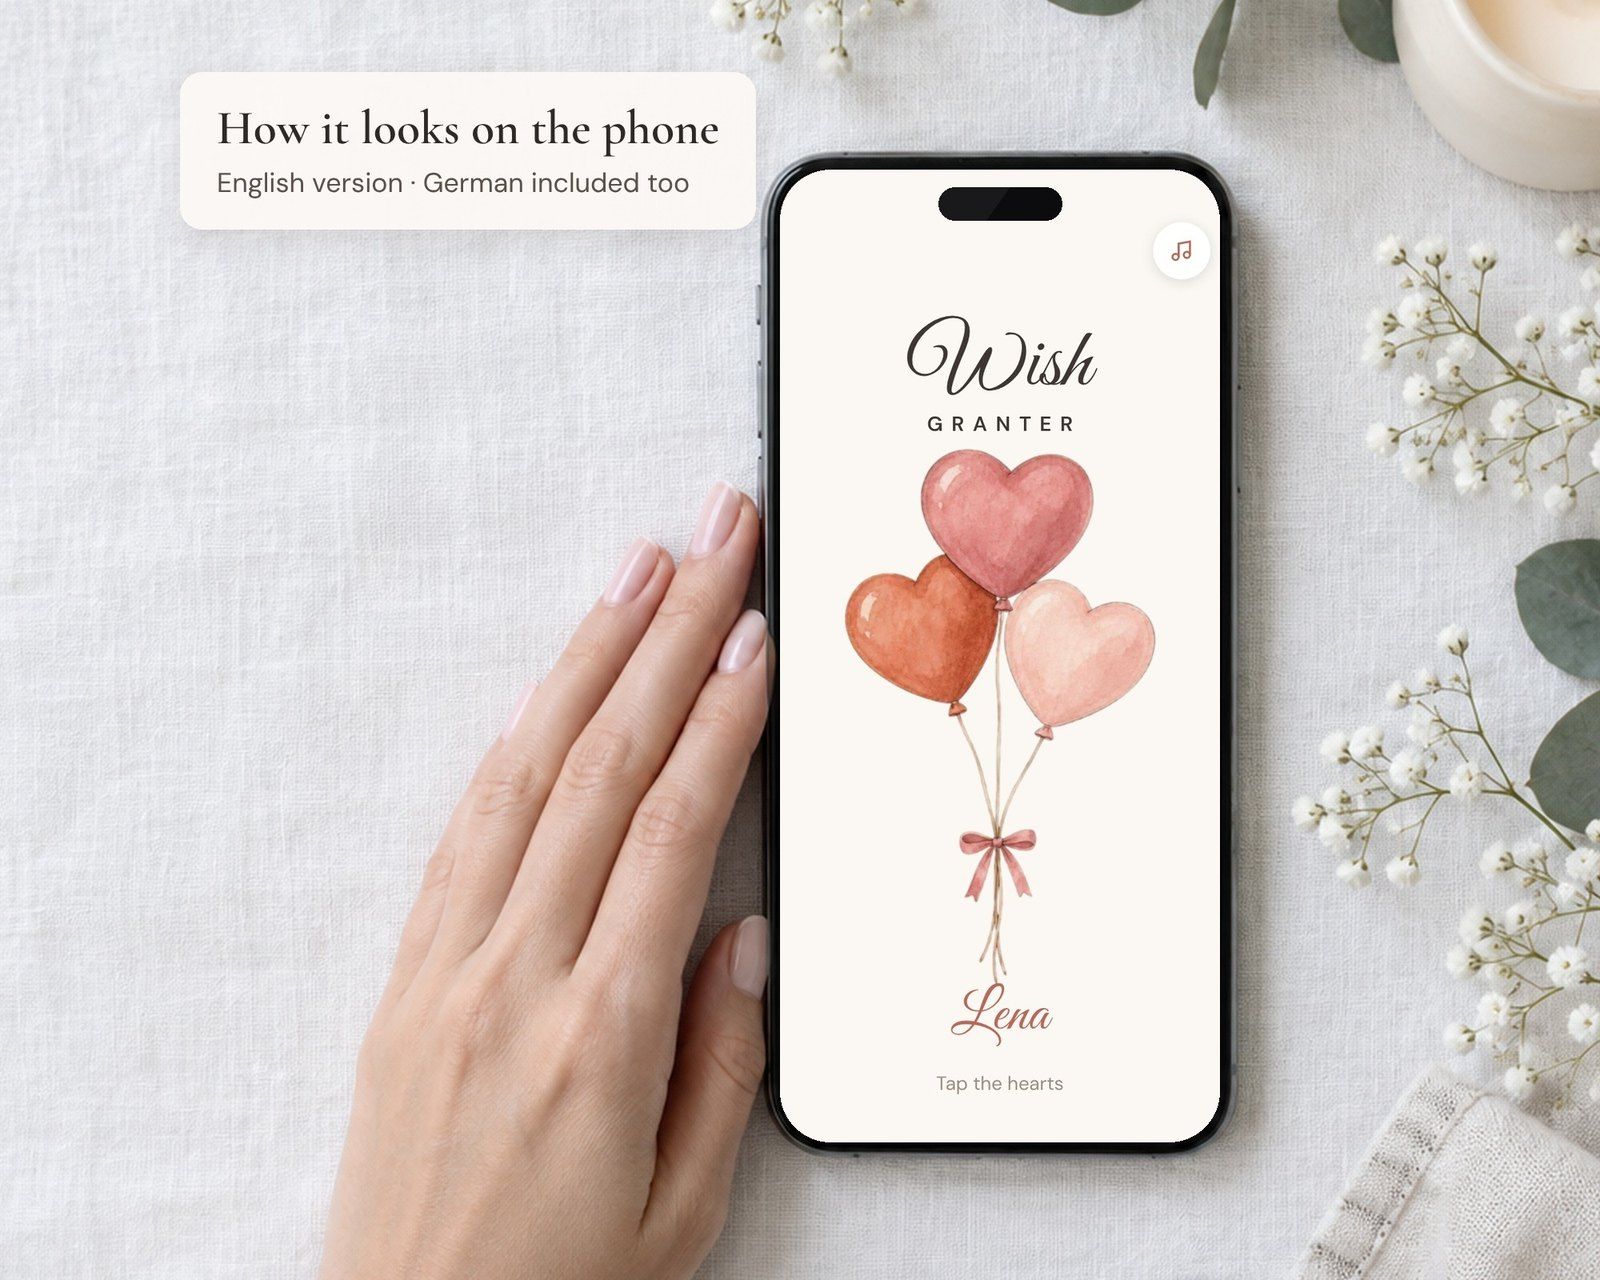 How it looks on the phone
English version · German included too
Wish
GRANTER
Lena
Tap the hearts